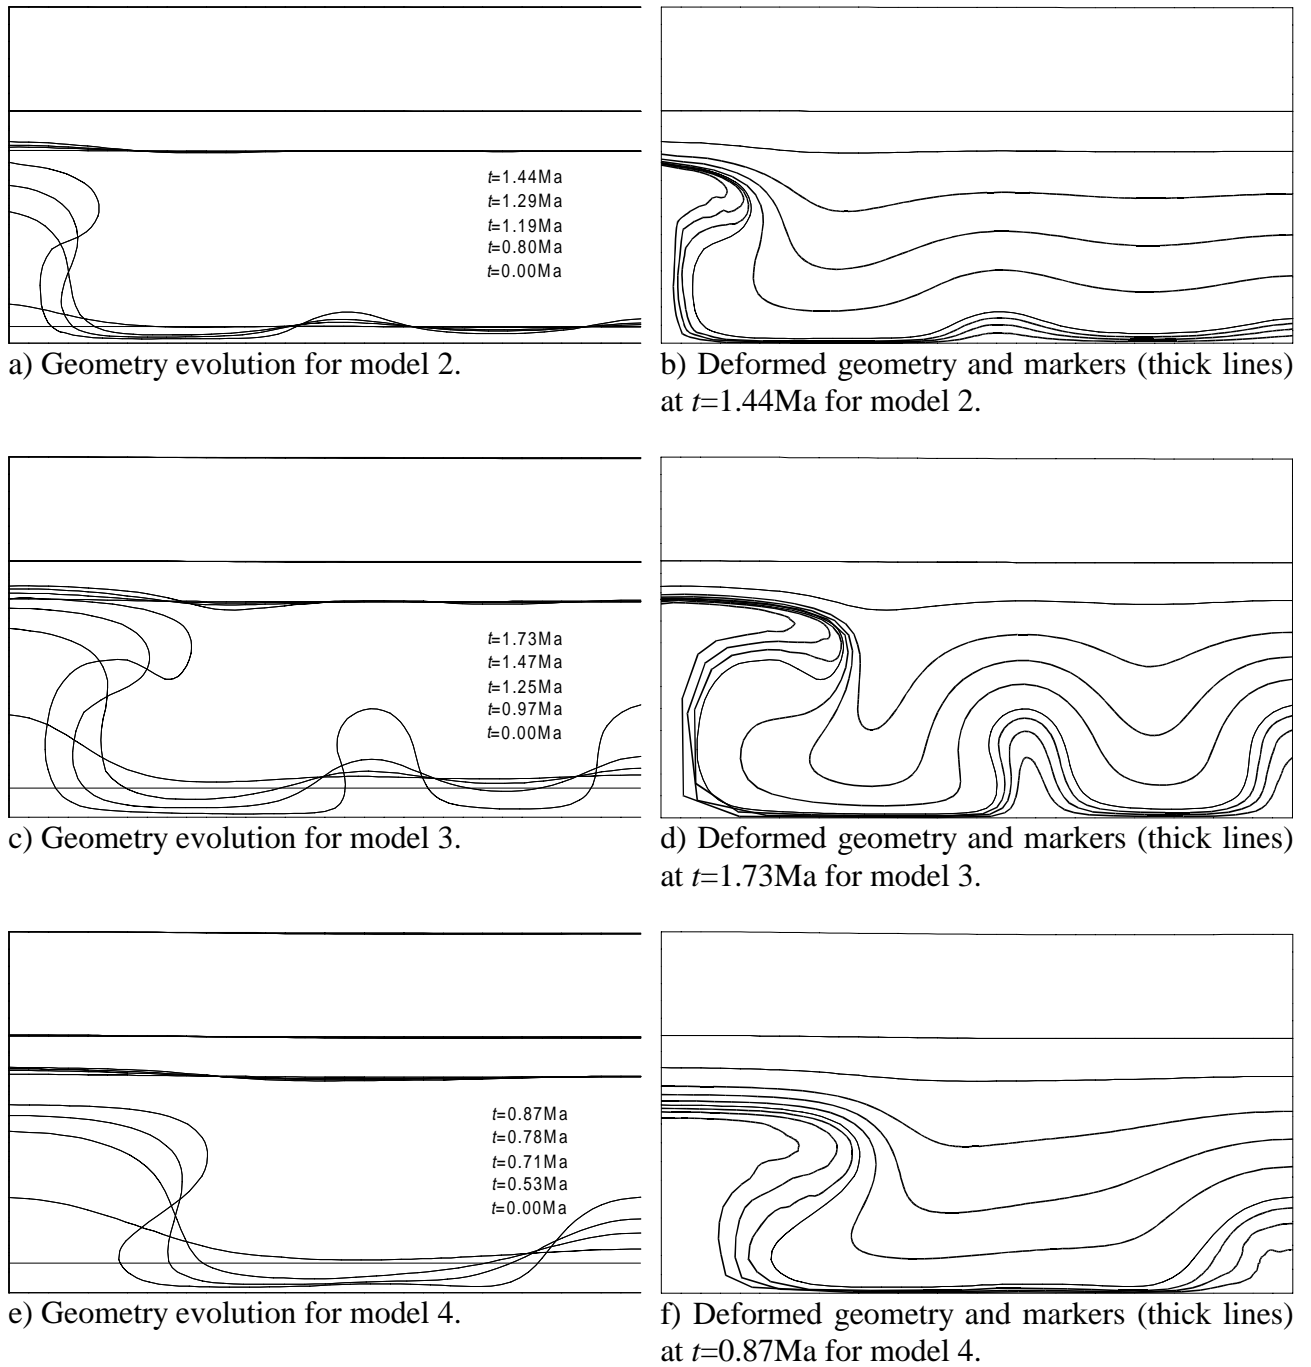 t=1.44Ma
t=1.29Ma
t=1.19Ma
t=0.80Ma
t=0.00Ma
a) Geometry evolution for model 2.
b) Deformed geometry and markers (thick lines)
at t=1.44Ma for model 2.
t=1.73Ma
t=1.47Ma
t=1.25Ma
t=0.97Ma
t=0.00Ma
c) Geometry evolution for model 3.
d) Deformed geometry and markers (thick lines)
at t=1.73Ma for model 3.
t=0.87Ma
t=0.78Ma
t=0.71Ma
t=0.53Ma
t=0.00Ma
e) Geometry evolution for model 4.
f) Deformed geometry and markers (thick lines)
at t=0.87Ma for model 4.